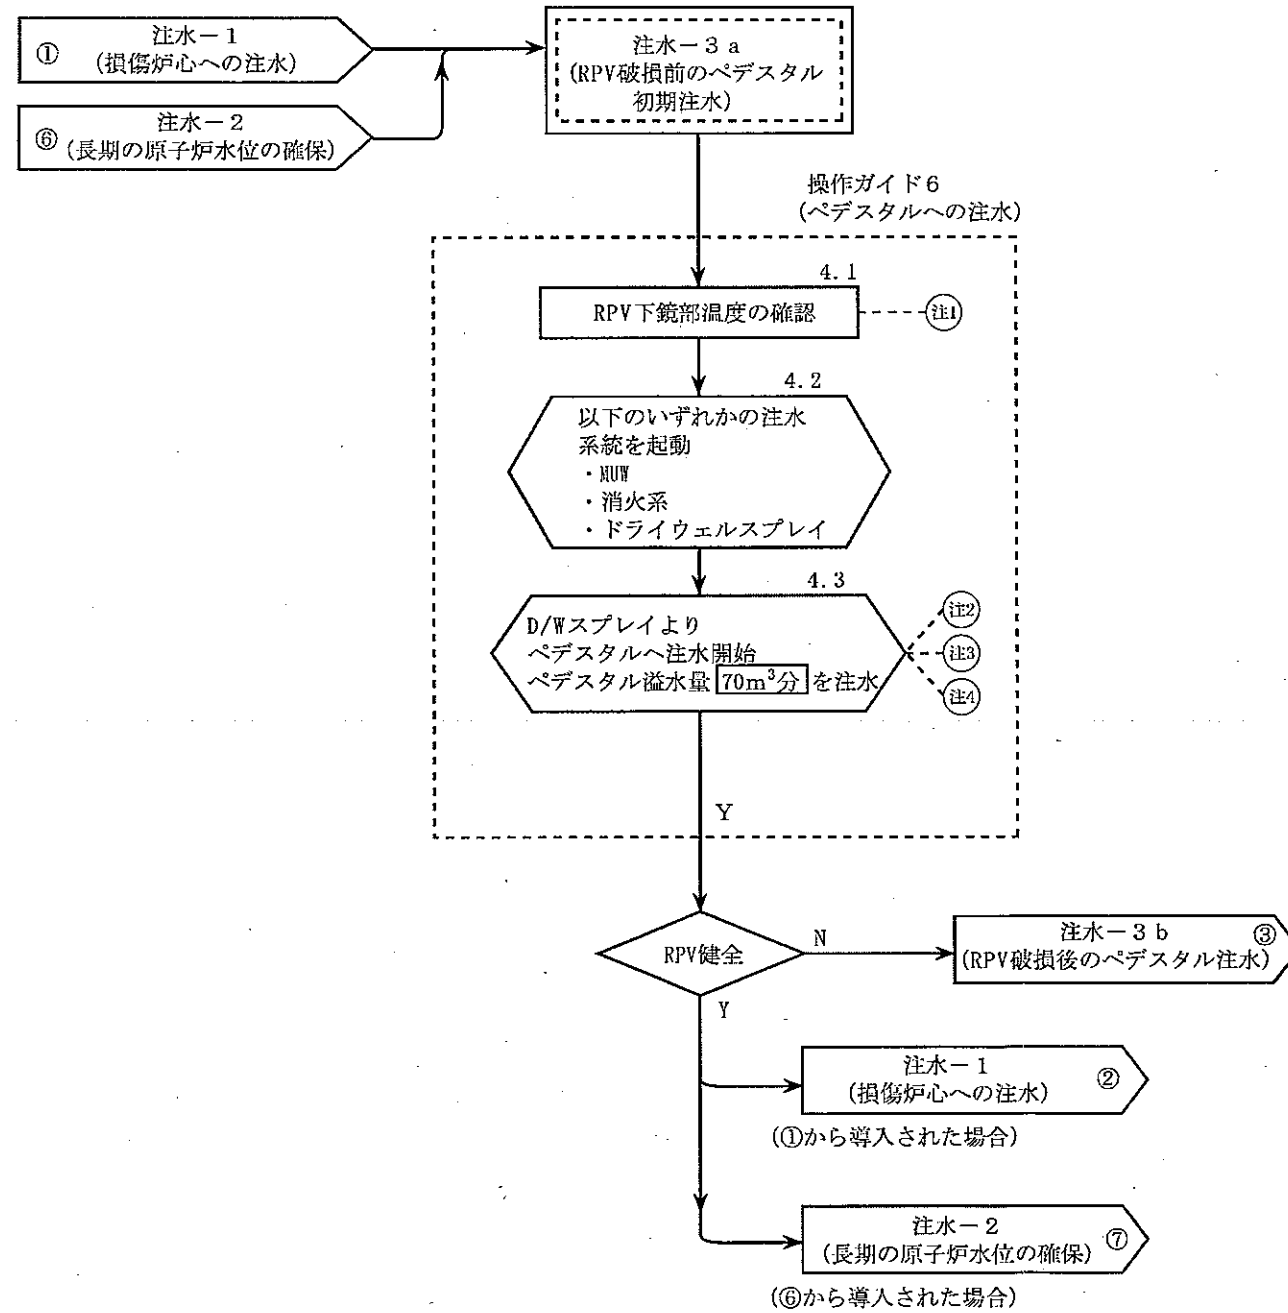 ①
注水－1
(損傷炉心への注水)
⑥
注水－2
(長期の原子炉水位の確保)
注水－3 a
(RPV破損前のペデスタル
初期注水)
操作ガイド6
(ペデスタルへの注水)
4.1
RPV下鏡部温度の確認
注1
4.2
以下のいずれかの注水
系統を起動
・MUW
・消火系
・ドライウェルスプレイ
4.3
D/Wスプレイより
ペデスタルへ注水開始
ペデスタル溢水量 70m³分 を注水
注2
注3
注4
Y
RPV健全
N
注水－3 b
(RPV破損後のペデスタル注水)
③
Y
注水－1
(損傷炉心への注水)
②
(①から導入された場合)
注水－2
(長期の原子炉水位の確保)
⑦
(⑥から導入された場合)